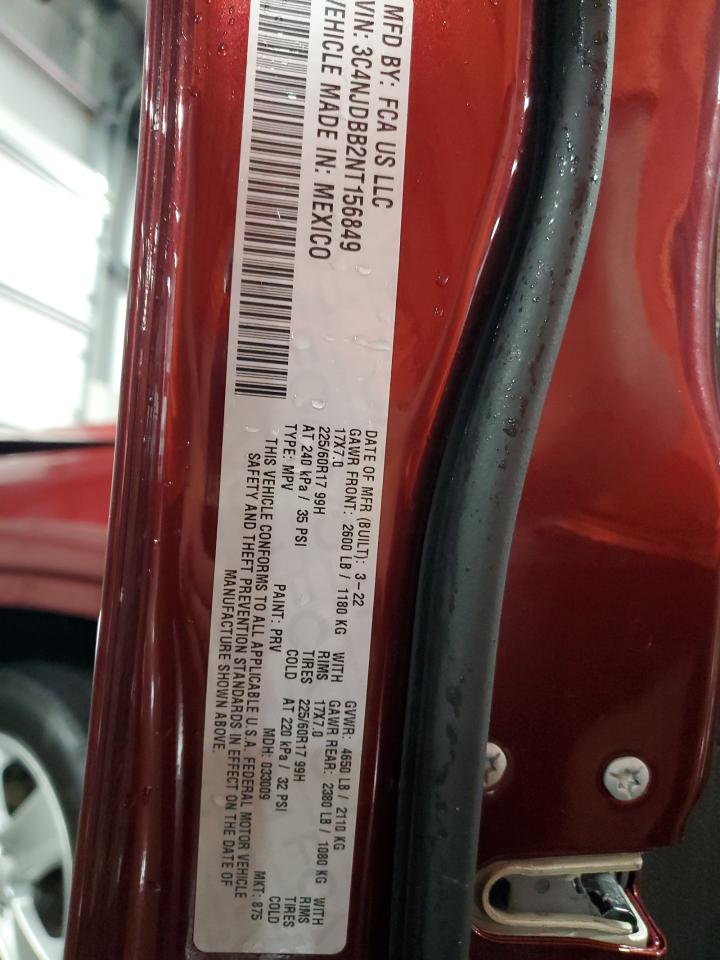 MFD BY: FCA US LLC
VIN: 3C4NJDBB2NT156849
VEHICLE MADE IN: MEXICO
DATE OF MFR (BUILT): 3-22 GVWR: 4650 LB / 2110 KG
GAWR FRONT: 2600 LB / 1180 KG WITH GAWR REAR: 2380 LB / 1080 KG WITH
17X7.0 RIMS 17X7.0 RIMS
225/60R17 99H TIRES 225/60R17 99H TIRES
AT 240 kPa / 35 PSI COLD AT 220 kPa / 32 PSI COLD
TYPE: MPV PAINT: PRV MDH: 033009 MKT: 875
THIS VEHICLE CONFORMS TO ALL APPLICABLE U.S.A. FEDERAL MOTOR VEHICLE
SAFETY AND THEFT PREVENTION STANDARDS IN EFFECT ON THE DATE OF
MANUFACTURE SHOWN ABOVE.